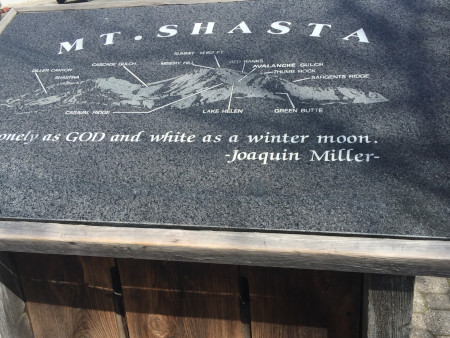 MT. SHASTA
SUMMIT
MISERY HILL
RED BANKS
AVALANCHE GULCH
CASCADE GULCH
THUMB ROCK
DILLER CANYON
SHASTINA
SARGENTS RIDGE
CASAVAL RIDGE
LAKE HELEN
GREEN BUTTE
onely as GOD and white as a winter moon.
-Joaquin Miller-